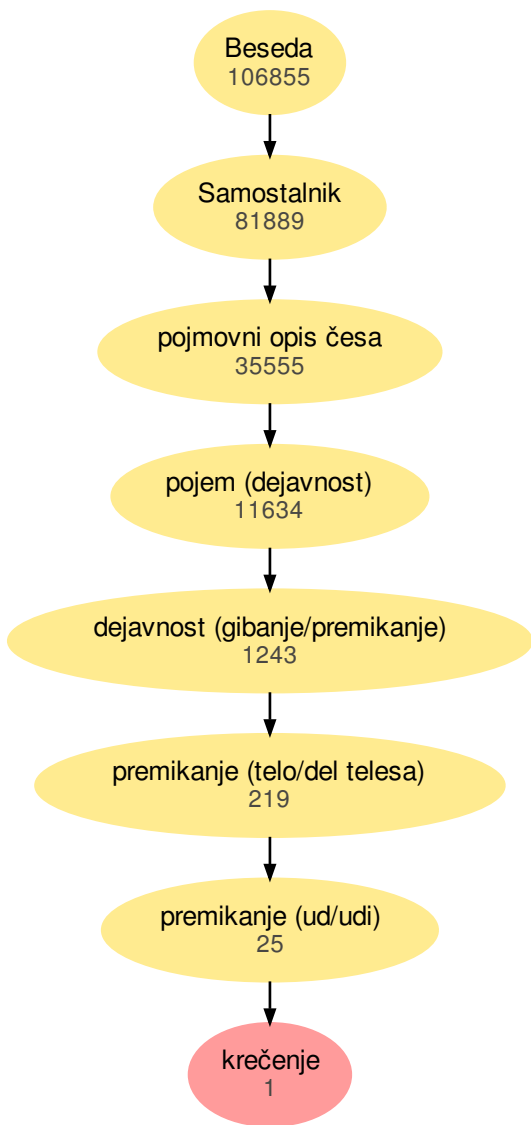 Beseda
106855
Samostalnik
81889
pojmovni opis česa
35555
pojem (dejavnost)
11634
dejavnost (gibanje/premikanje)
1243
premikanje (telo/del telesa)
219
premikanje (ud/udi)
25
krečenje
1